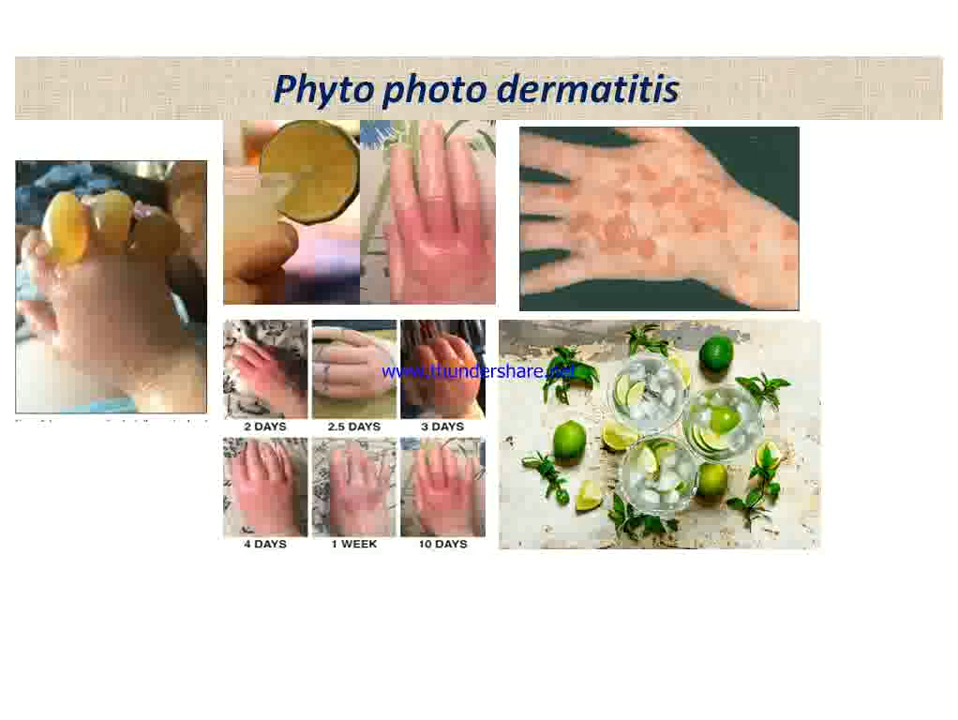 Phyto photo dermatitis
www.thundershare.net
2 DAYS
2.5 DAYS
3 DAYS
4 DAYS
1 WEEK
10 DAYS